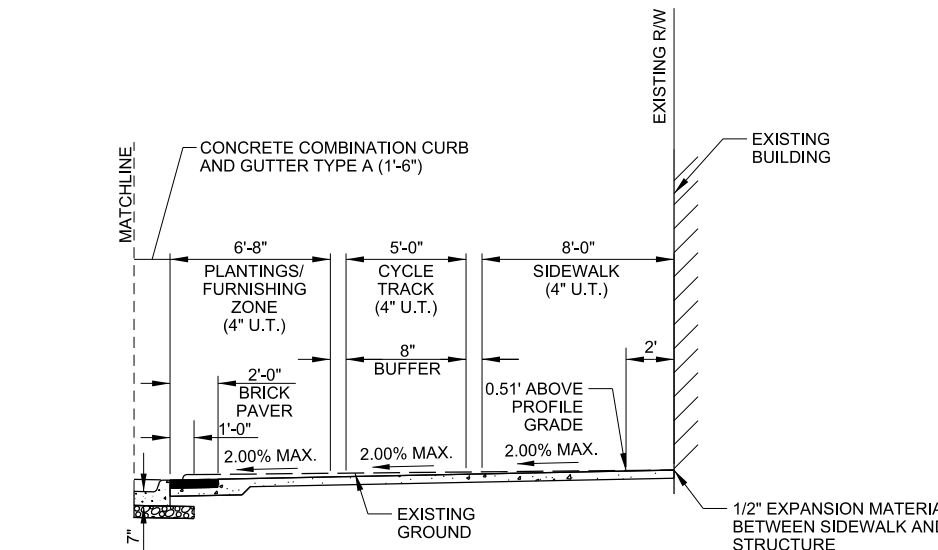 EXISTING R/W
MATCHLINE
CONCRETE COMBINATION CURB
AND GUTTER TYPE A (1'-6")
EXISTING
BUILDING
6'-8"
PLANTINGS/
FURNISHING
ZONE
(4" U.T.)
5'-0"
CYCLE
TRACK
(4" U.T.)
8'-0"
SIDEWALK
(4" U.T.)
8"
BUFFER
2'
2'-0"
BRICK
PAVER
1'-0"
0.51' ABOVE
PROFILE
GRADE
2.00% MAX.
2.00% MAX.
2.00% MAX.
7"
EXISTING
GROUND
1/2" EXPANSION MATERIA
BETWEEN SIDEWALK AND
STRUCTURE